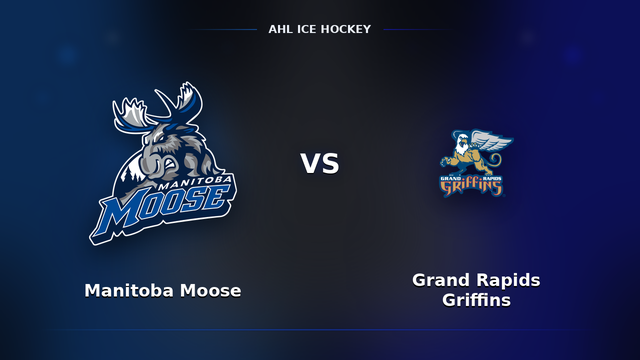 AHL ICE HOCKEY
MANITOBA
MOOSE
VS
GRAND RAPIDS
GRIFFINS
Manitoba Moose
Grand Rapids
Griffins